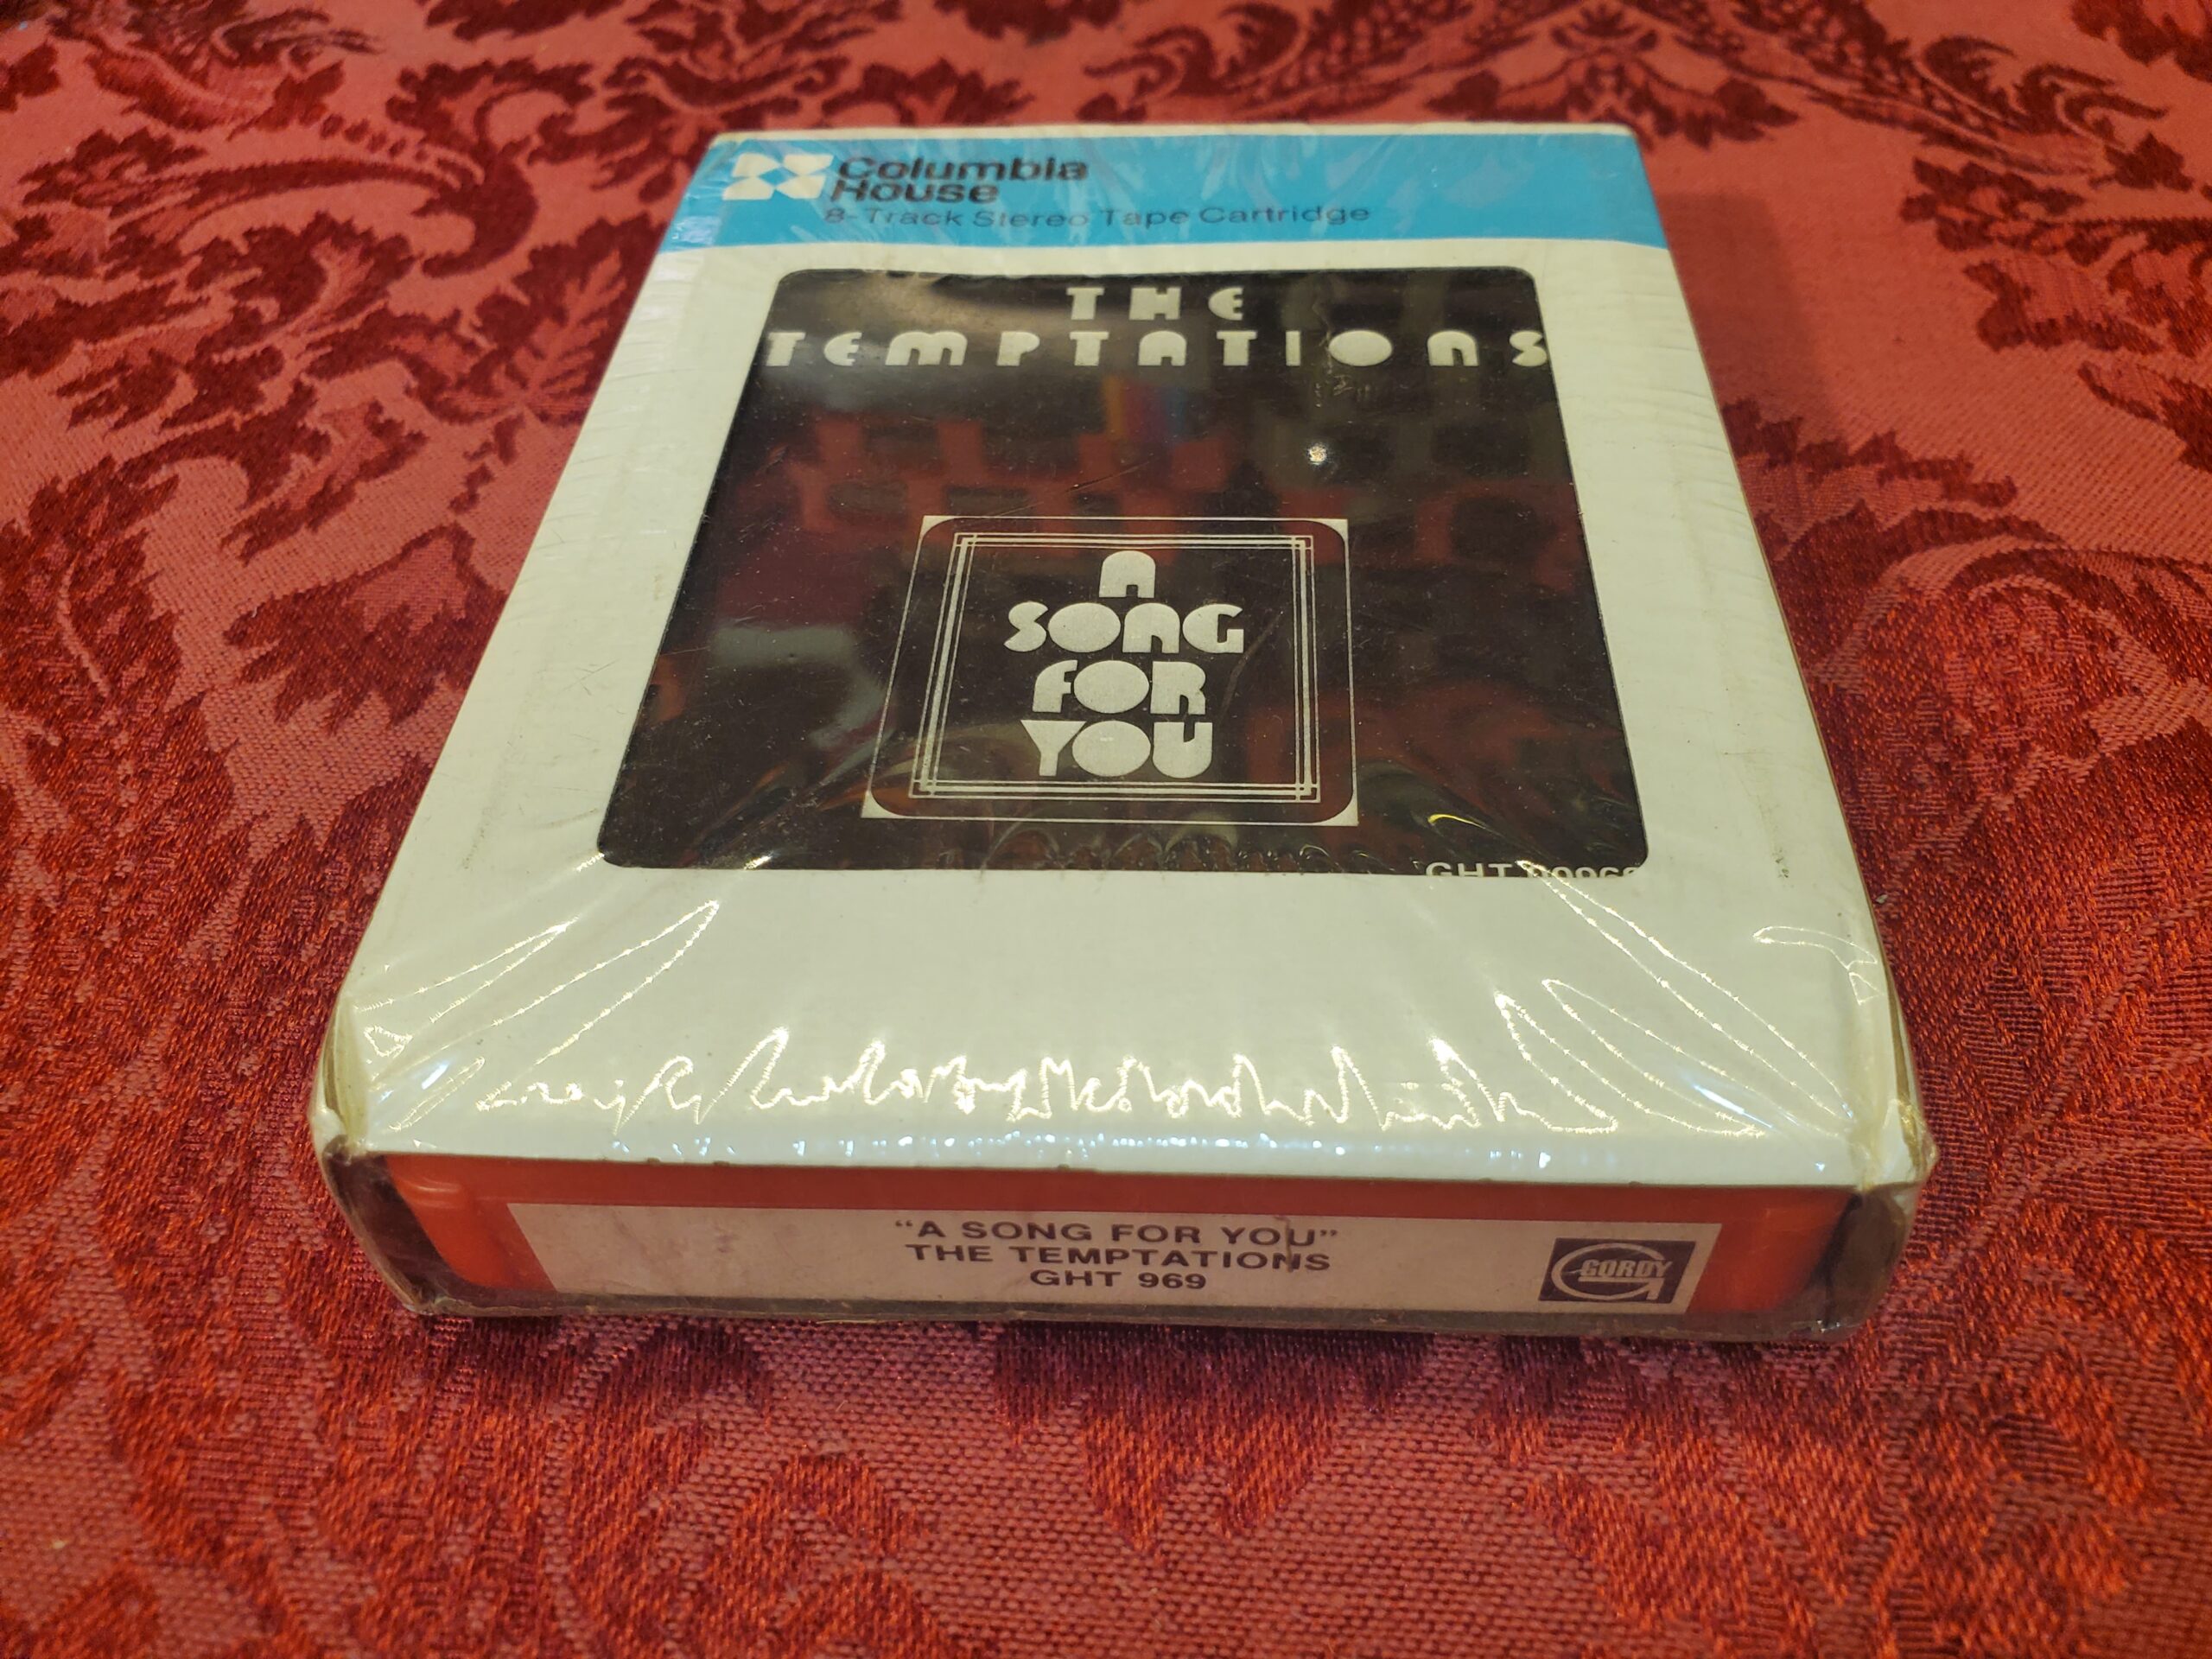 Columbia
House
8-Track Stereo Tape Cartridge
THE
TEMPTATIONS
A
SONG
FOR
YOU
"A SONG FOR YOU"
THE TEMPTATIONS
GHT 969
GORDY